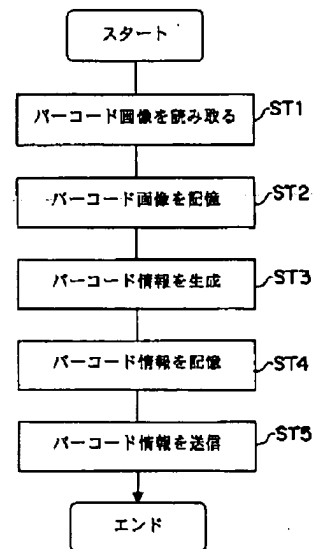 スタート
バーコード画像を読み取る ST1
バーコード画像を記憶 ST2
バーコード情報を生成 ST3
バーコード情報を記憶 ST4
バーコード情報を送信 ST5
エンド